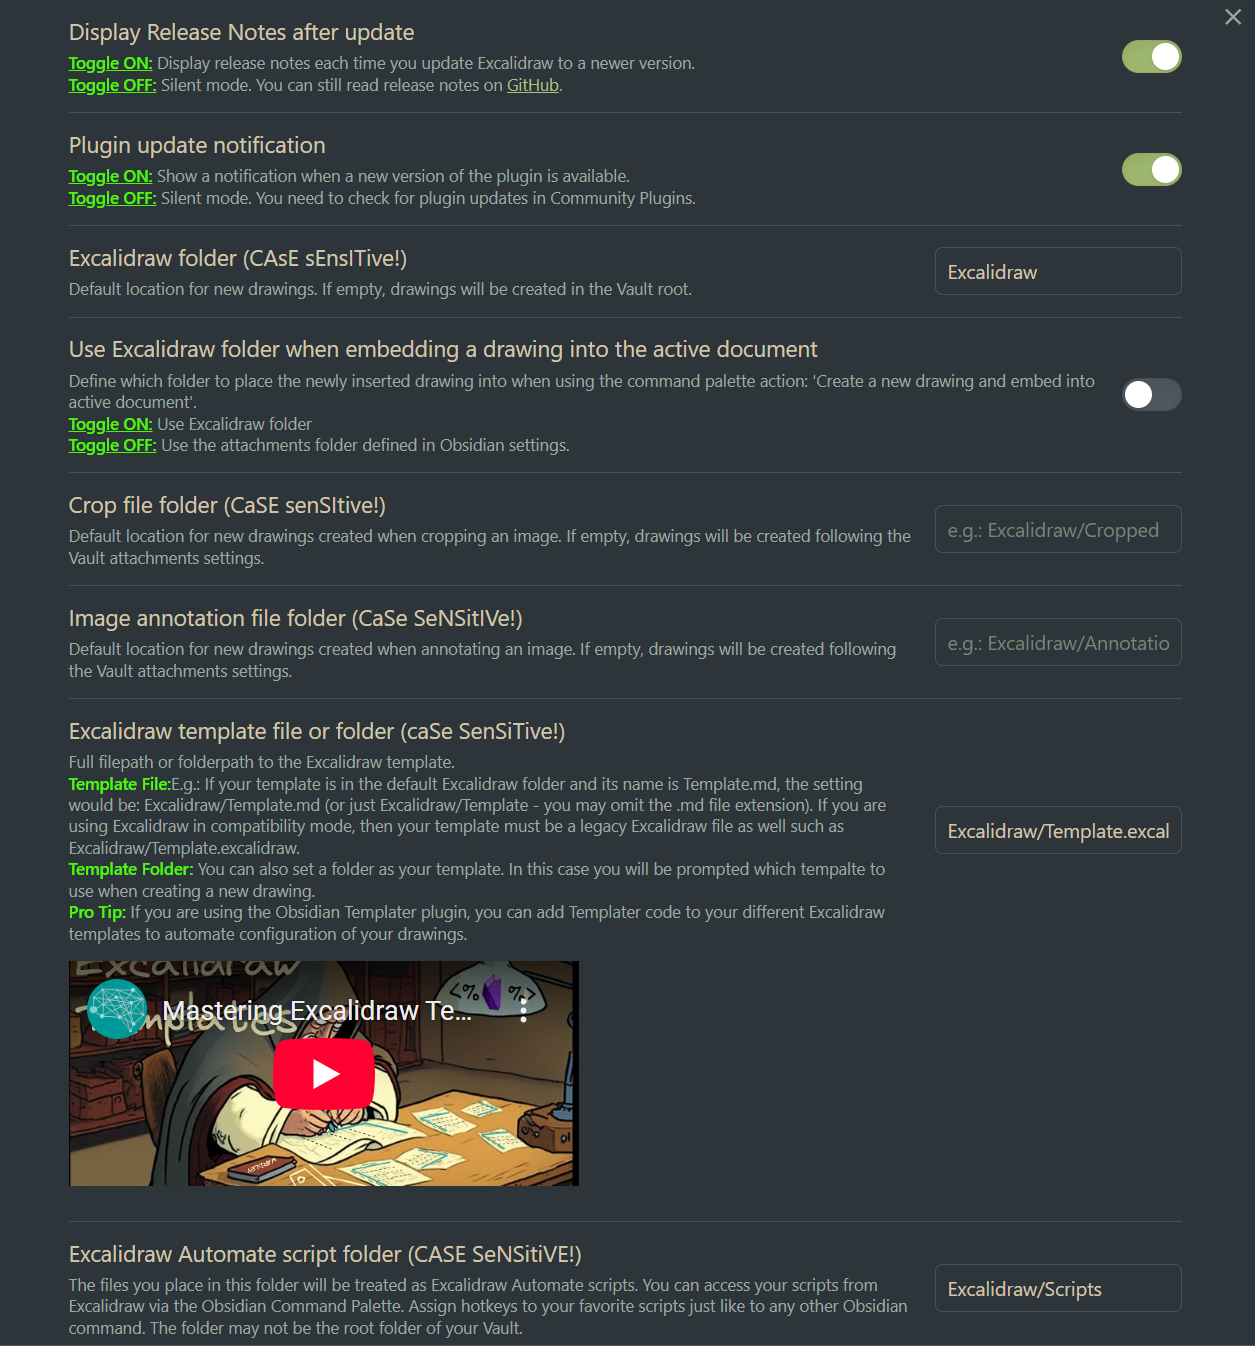 Display Release Notes after update
Toggle ON: Display release notes each time you update Excalidraw to a newer version.
Toggle OFF: Silent mode. You can still read release notes on GitHub.
Plugin update notification
Toggle ON: Show a notification when a new version of the plugin is available.
Toggle OFF: Silent mode. You need to check for plugin updates in Community Plugins.
Excalidraw folder (CAsE sEnsITive!)
Default location for new drawings. If empty, drawings will be created in the Vault root.
Excalidraw
Use Excalidraw folder when embedding a drawing into the active document
Define which folder to place the newly inserted drawing into when using the command palette action: 'Create a new drawing and embed into
active document'.
Toggle ON: Use Excalidraw folder
Toggle OFF: Use the attachments folder defined in Obsidian settings.
Crop file folder (CaSE senSItive!)
Default location for new drawings created when cropping an image. If empty, drawings will be created following the
Vault attachments settings.
e.g.: Excalidraw/Cropped
Image annotation file folder (CaSe SeNSitIVe!)
Default location for new drawings created when annotating an image. If empty, drawings will be created following
the Vault attachments settings.
e.g.: Excalidraw/Annotatio
Excalidraw template file or folder (caSe SenSiTive!)
Full filepath or folderpath to the Excalidraw template.
Template File:E.g.: If your template is in the default Excalidraw folder and its name is Template.md, the setting
would be: Excalidraw/Template.md (or just Excalidraw/Template - you may omit the .md file extension). If you are
using Excalidraw in compatibility mode, then your template must be a legacy Excalidraw file as well such as
Excalidraw/Template.excalidraw.
Template Folder: You can also set a folder as your template. In this case you will be prompted which tempalte to
use when creating a new drawing.
Pro Tip: If you are using the Obsidian Templater plugin, you can add Templater code to your different Excalidraw
templates to automate configuration of your drawings.
Excalidraw/Template.excal
Excalidraw
Templates
<%
%>
Mastering Excalidraw Te...
Excalidraw Automate script folder (CASE SeNSitiVE!)
The files you place in this folder will be treated as Excalidraw Automate scripts. You can access your scripts from
Excalidraw via the Obsidian Command Palette. Assign hotkeys to your favorite scripts just like to any other Obsidian
command. The folder may not be the root folder of your Vault.
Excalidraw/Scripts